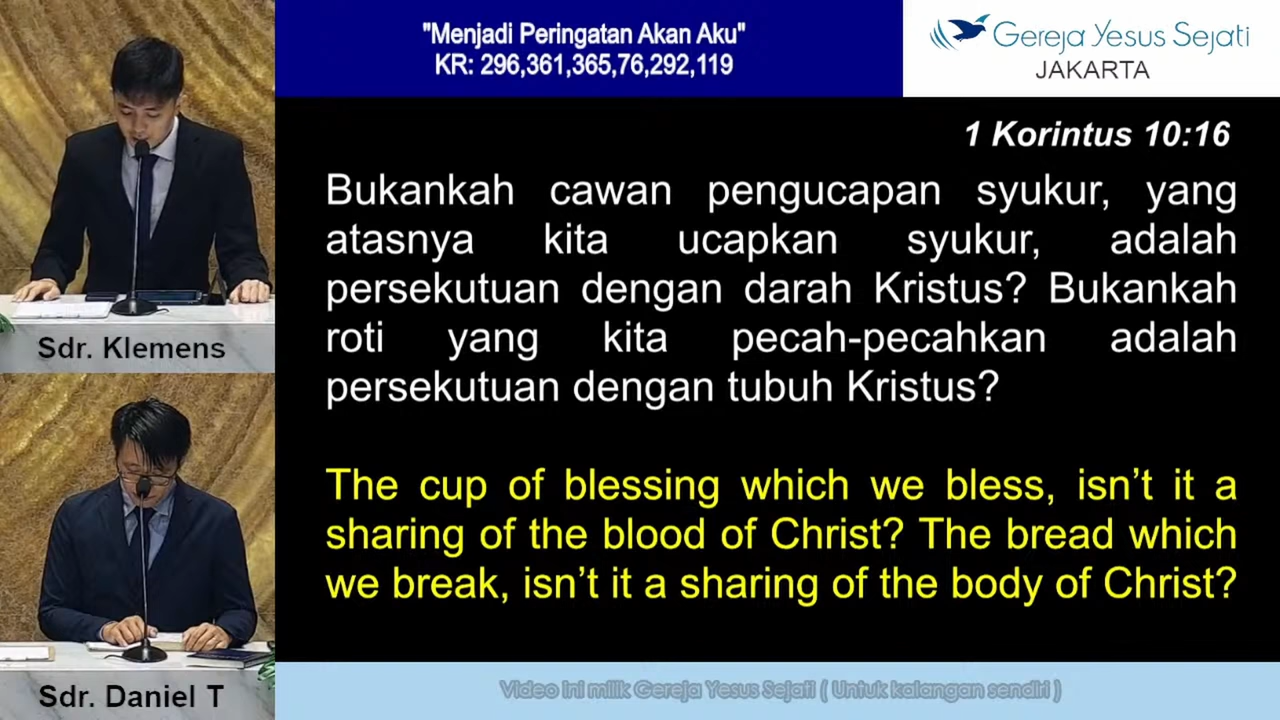 "Menjadi Peringatan Akan Aku"
KR: 296,361,365,76,292,119
Gereja Yesus Sejati
JAKARTA
1 Korintus 10:16
Bukankah cawan pengucapan syukur, yang
atasnya kita ucapkan syukur, adalah
persekutuan dengan darah Kristus? Bukankah
roti yang kita pecah-pecahkan adalah
persekutuan dengan tubuh Kristus?
The cup of blessing which we bless, isn’t it a
sharing of the blood of Christ? The bread which
we break, isn’t it a sharing of the body of Christ?
Sdr. Klemens
Sdr. Daniel T
Video ini milik Gereja Yesus Sejati ( Untuk kalangan sendiri )